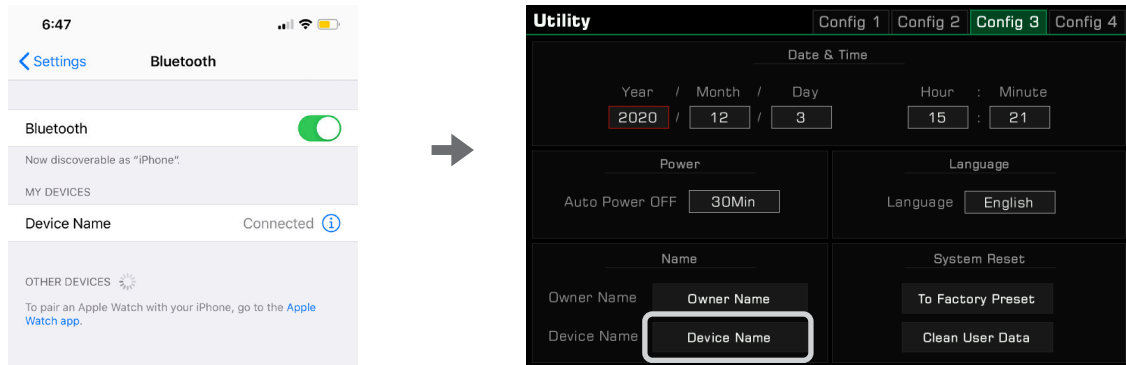 6:47
Settings
Bluetooth
Bluetooth
Now discoverable as “iPhone”.
MY DEVICES
Device Name Connected i
OTHER DEVICES
To pair an Apple Watch with your iPhone, go to the Apple
Watch app.
Utility Config 1 Config 2 Config 3 Config 4
Date & Time
Year / Month / Day Hour : Minute
2020 / 12 / 3 15 : 21
Power
Auto Power OFF 30Min
Language
Language English
Name
Owner Name Owner Name
Device Name Device Name
System Reset
To Factory Preset
Clean User Data